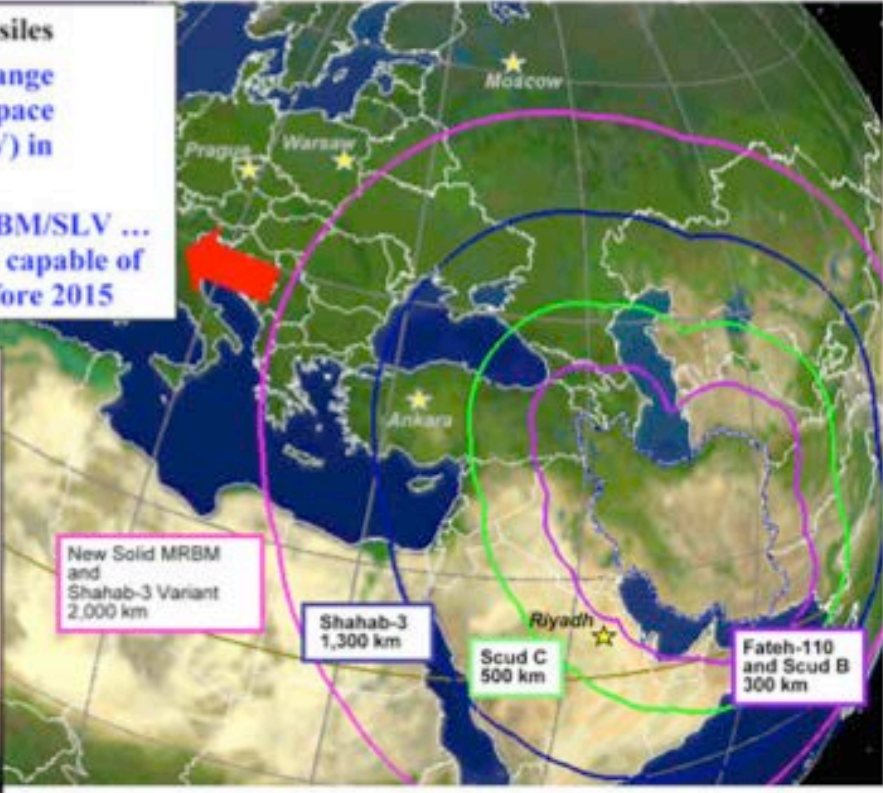 siles
ange
pace
) in
BM/SLV ...
capable of
fore 2015
Moscow
Prague
Warsaw
Ankara
New Solid MRBM
and
Shahab-3 Variant
2,000 km
Shahab-3
1,300 km
Riyadh
Scud C
500 km
Fateh-110
and Scud B
300 km